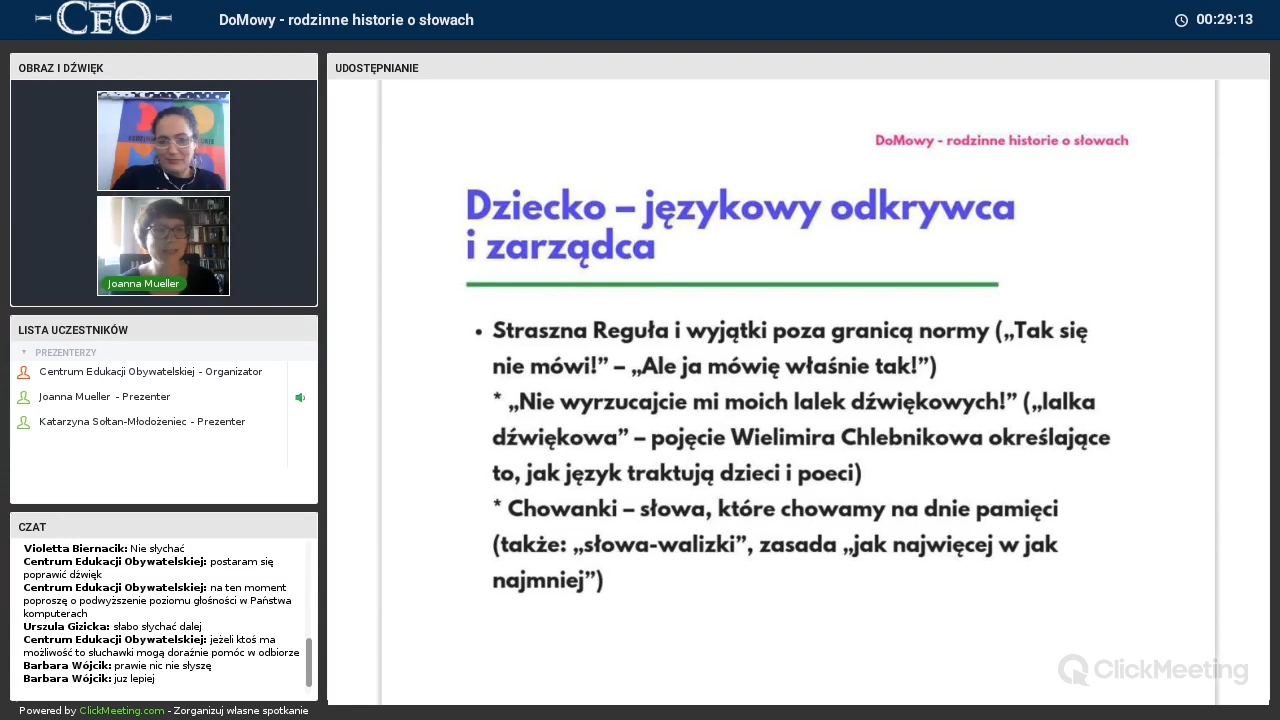 CEO
DoMowy - rodzinne historie o słowach
00:29:13
OBRAZ I DŹWIĘK
Joanna Mueller
LISTA UCZESTNIKÓW
PREZENTERZY
Centrum Edukacji Obywatelskiej - Organizator
Joanna Mueller - Prezenter
Katarzyna Sołtan-Młodożeniec - Prezenter
CZAT
Violetta Biernacik: Nie słychać
Centrum Edukacji Obywatelskiej: postaram się
poprawić dźwięk
Centrum Edukacji Obywatelskiej: na ten moment
poproszę o podwyższenie poziomu głośności w Państwa
komputerach
Urszula Gizicka: słabo słychać dalej
Centrum Edukacji Obywatelskiej: jeżeli ktoś ma
możliwość to słuchawki mogą doraźnie pomóc w odbiorze
Barbara Wójcik: prawie nic nie słyszę
Barbara Wójcik: juz lepiej
Powered by ClickMeeting.com - Zorganizuj własne spotkanie
UDOSTĘPNIANIE
DoMowy - rodzinne historie o słowach
Dziecko – językowy odkrywca
i zarządca
• Straszna Reguła i wyjątki poza granicą normy („Tak się
nie mówi!” – „Ale ja mówię właśnie tak!”)
* „Nie wyrzucajcie mi moich lalek dźwiękowych!” („lalka
dźwiękowa” – pojęcie Wielimira Chlebnikowa określające
to, jak język traktują dzieci i poeci)
* Chowanki – słowa, które chowamy na dnie pamięci
(także: „słowa-walizki”, zasada „jak najwięcej w jak
najmniej”)
ClickMeeting